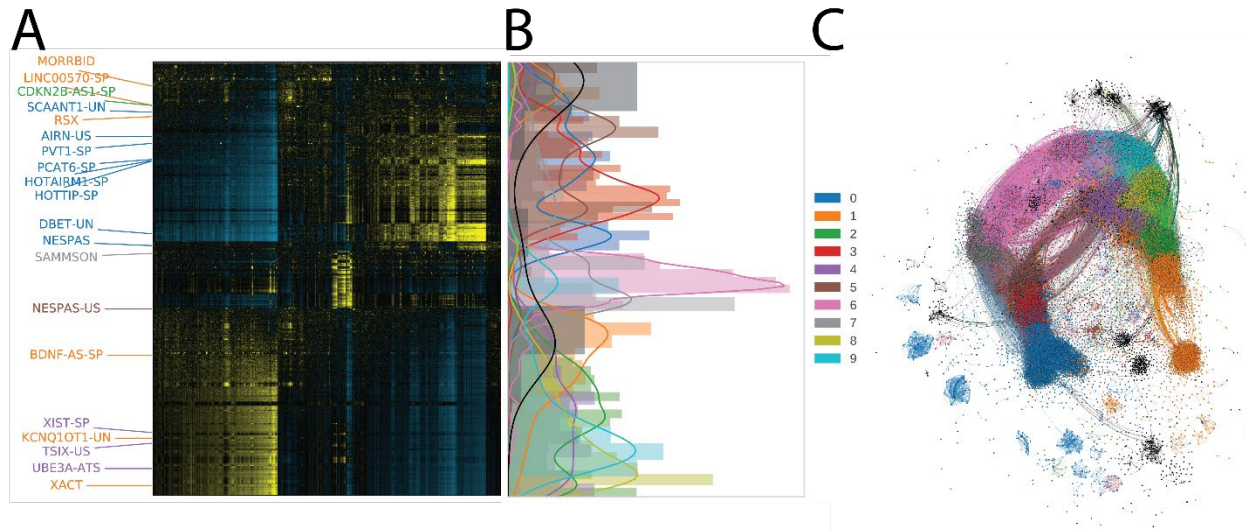 A
B
C
MORRBID
LINC00570-SP
CDKN2B-AS1-SP
SCAANT1-UN
RSX
AIRN-US
PVT1-SP
PCAT6-SP
HOTAIRM1-SP
HOTTIP-SP
DBET-UN
NESPAS
SAMMSON
NESPAS-US
BDNF-AS-SP
XIST-SP
KCNQ1OT1-UN
TSIX-US
UBE3A-ATS
XACT
0
1
2
3
4
5
6
7
8
9